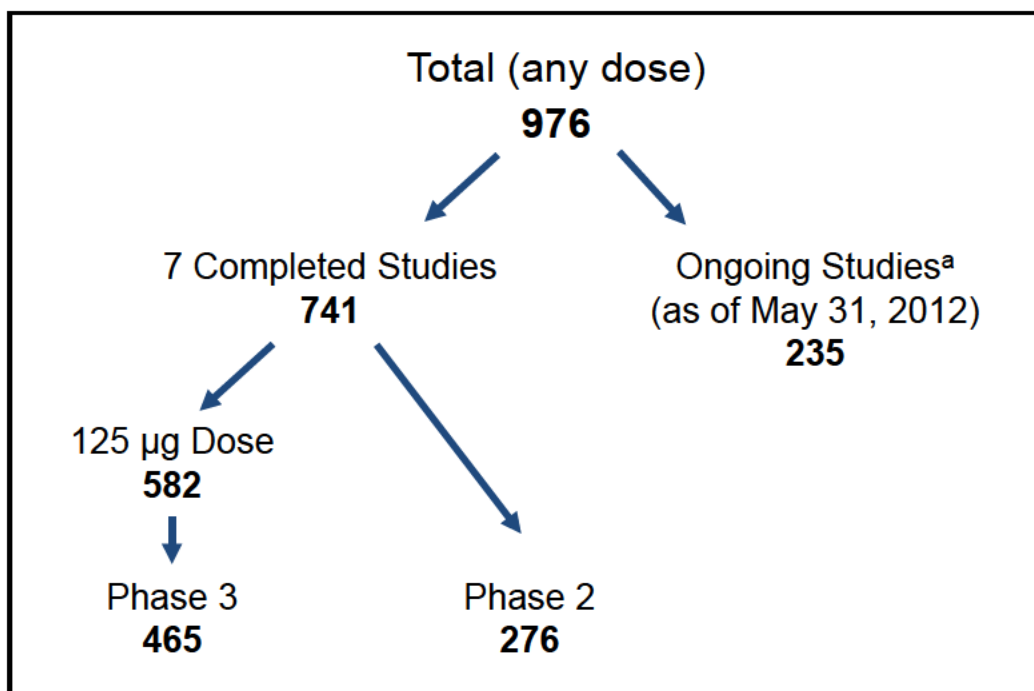 Total (any dose)
976
7 Completed Studies
741
Ongoing Studiesᵃ
(as of May 31, 2012)
235
125 µg Dose
582
Phase 3
465
Phase 2
276